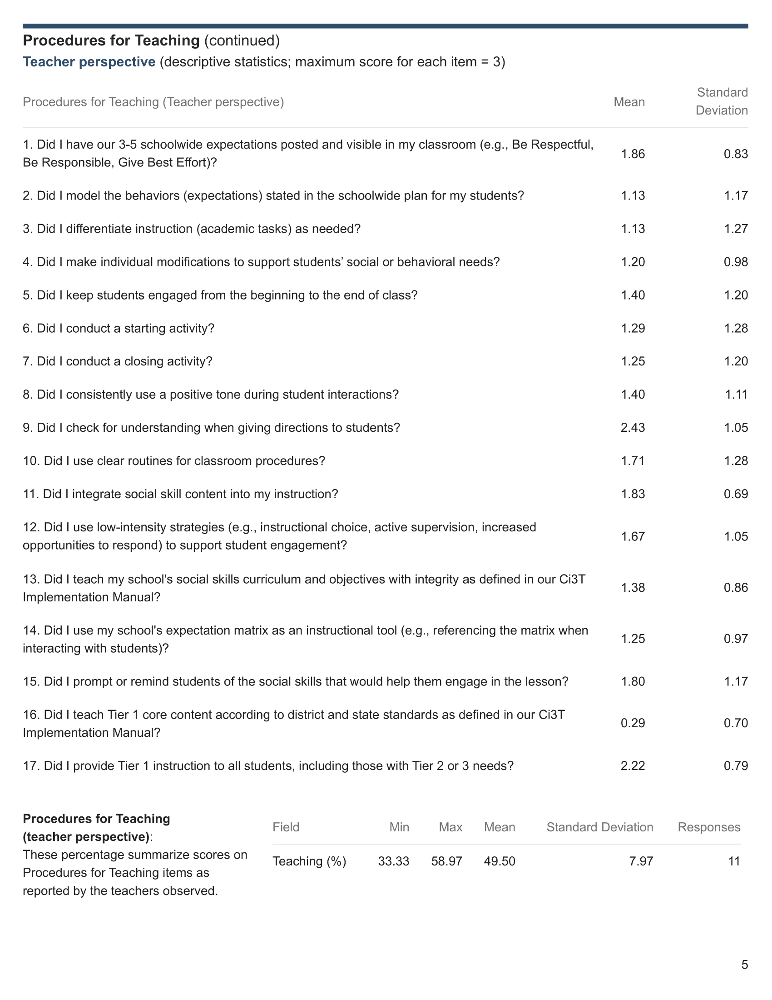 Procedures for Teaching (continued)
Teacher perspective (descriptive statistics; maximum score for each item = 3)
Procedures for Teaching (Teacher perspective) Mean Standard Deviation
1. Did I have our 3-5 schoolwide expectations posted and visible in my classroom (e.g., Be Respectful,
Be Responsible, Give Best Effort)? 1.86 0.83
2. Did I model the behaviors (expectations) stated in the schoolwide plan for my students? 1.13 1.17
3. Did I differentiate instruction (academic tasks) as needed? 1.13 1.27
4. Did I make individual modifications to support students’ social or behavioral needs? 1.20 0.98
5. Did I keep students engaged from the beginning to the end of class? 1.40 1.20
6. Did I conduct a starting activity? 1.29 1.28
7. Did I conduct a closing activity? 1.25 1.20
8. Did I consistently use a positive tone during student interactions? 1.40 1.11
9. Did I check for understanding when giving directions to students? 2.43 1.05
10. Did I use clear routines for classroom procedures? 1.71 1.28
11. Did I integrate social skill content into my instruction? 1.83 0.69
12. Did I use low-intensity strategies (e.g., instructional choice, active supervision, increased
opportunities to respond) to support student engagement? 1.67 1.05
13. Did I teach my school's social skills curriculum and objectives with integrity as defined in our Ci3T
Implementation Manual? 1.38 0.86
14. Did I use my school's expectation matrix as an instructional tool (e.g., referencing the matrix when
interacting with students)? 1.25 0.97
15. Did I prompt or remind students of the social skills that would help them engage in the lesson? 1.80 1.17
16. Did I teach Tier 1 core content according to district and state standards as defined in our Ci3T
Implementation Manual? 0.29 0.70
17. Did I provide Tier 1 instruction to all students, including those with Tier 2 or 3 needs? 2.22 0.79
Procedures for Teaching
(teacher perspective):
These percentage summarize scores on
Procedures for Teaching items as
reported by the teachers observed.
Field Min Max Mean Standard Deviation Responses
Teaching (%) 33.33 58.97 49.50 7.97 11
5